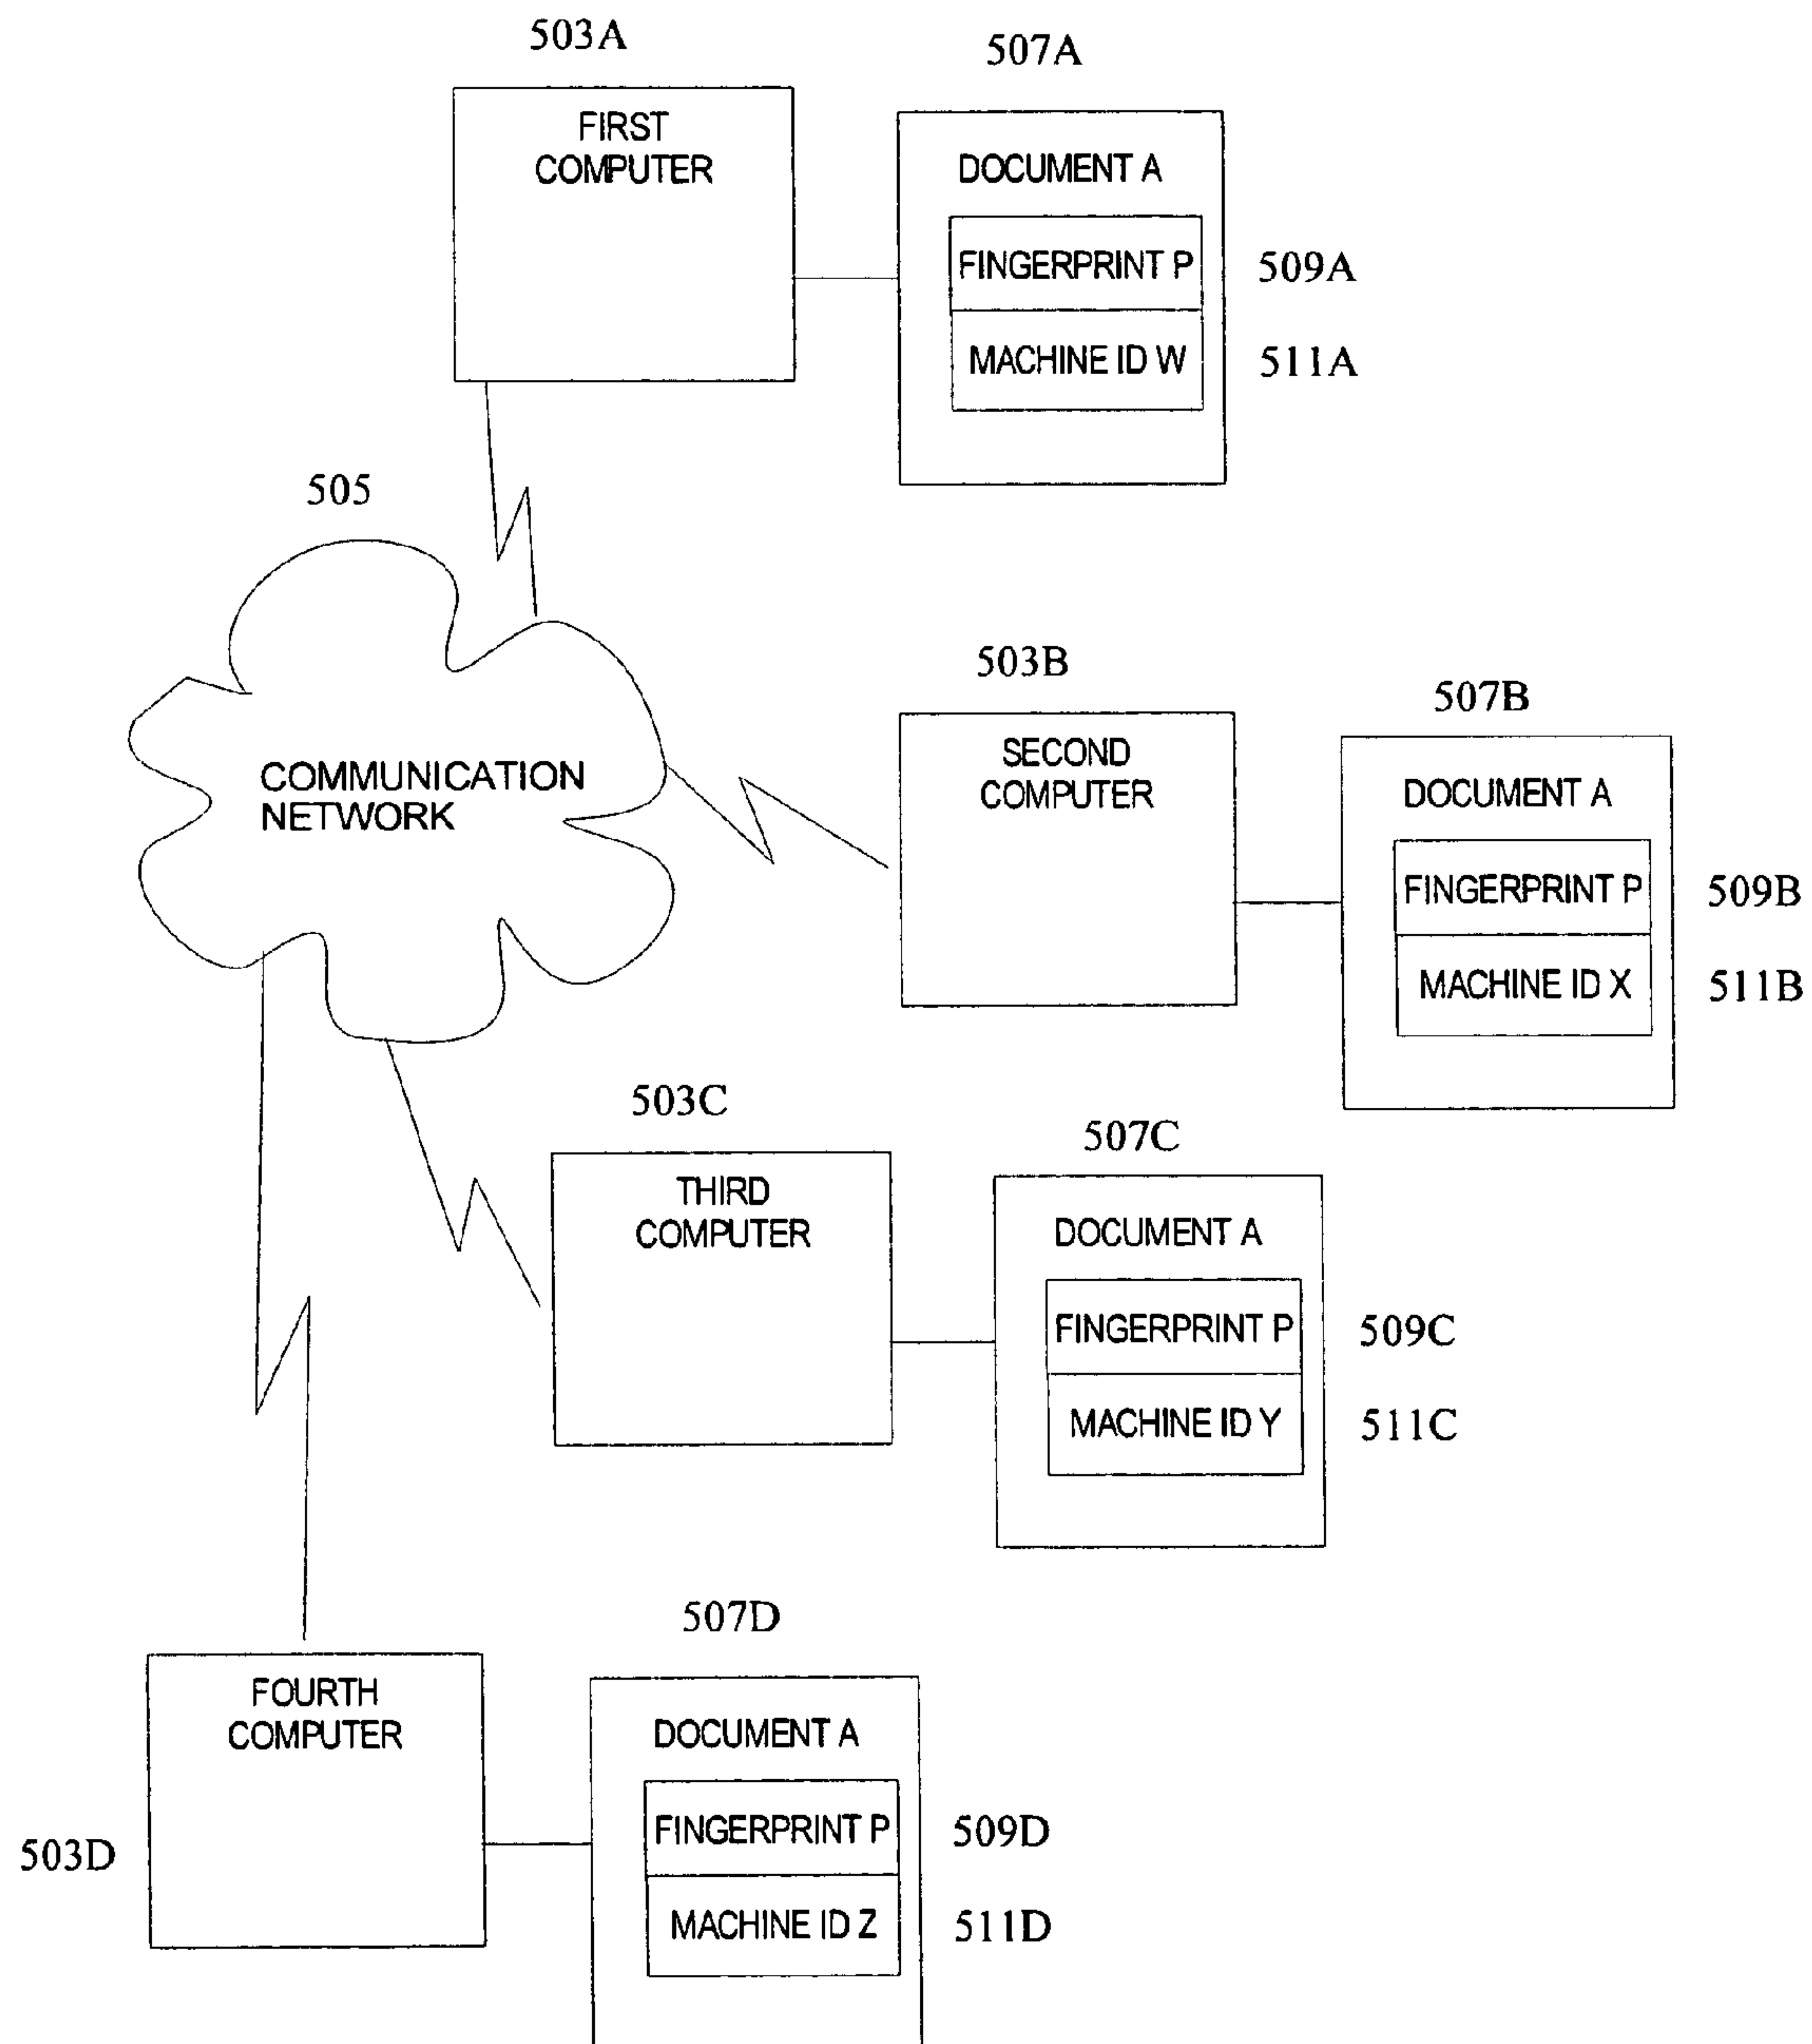 503A
507A
FIRST
COMPUTER
DOCUMENT A
FINGERPRINT P
509A
MACHINE ID W
511A
505
COMMUNICATION
NETWORK
503B
507B
SECOND
COMPUTER
DOCUMENT A
FINGERPRINT P
509B
MACHINE ID X
511B
503C
507C
THIRD
COMPUTER
DOCUMENT A
FINGERPRINT P
509C
MACHINE ID Y
511C
507D
FOURTH
COMPUTER
503D
DOCUMENT A
FINGERPRINT P
509D
MACHINE ID Z
511D